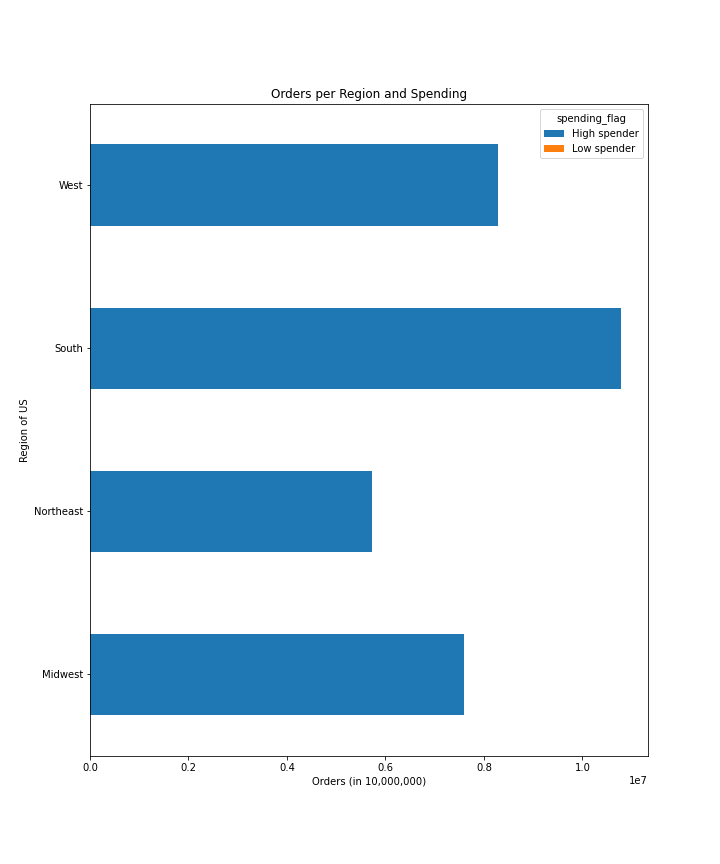 Orders per Region and Spending
spending_flag
High spender
Low spender
West
South
Northeast
Midwest
Region of US
0.0 0.2 0.4 0.6 0.8 1.0
1e7
Orders (in 10,000,000)